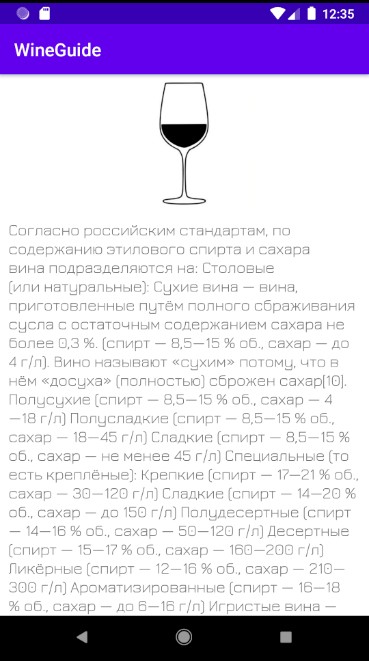 12:35
WineGuide
Согласно российским стандартам, по
содержанию этилового спирта и сахара
вина подразделяются на: Столовые
(или натуральные): Сухие вина — вина,
приготовленные путём полного сбраживания
сусла с остаточным содержанием сахара не
более 0,3 %. (спирт — 8,5—15 % об., сахар — до
4 г/л). Вино называют «сухим» потому, что в
нём «досуха» (полностью) сброжен сахар[10].
Полусухие (спирт — 8,5—15 % об., сахар — 4
—18 г/л) Полусладкие (спирт — 8,5—15 % об.,
сахар — 18—45 г/л) Сладкие (спирт — 8,5—15 %
об., сахар — не менее 45 г/л) Специальные (то
есть креплёные): Крепкие (спирт — 17—21 % об.,
сахар — 30—120 г/л) Сладкие (спирт — 14—20 %
об., сахар — до 150 г/л) Полудесертные (спирт
— 14—16 % об., сахар — 50—120 г/л) Десертные
(спирт — 15—17 % об., сахар — 160—200 г/л)
Ликёрные (спирт — 12—16 % об., сахар — 210—
300 г/л) Ароматизированные (спирт — 16—18
% об., сахар — до 6—16 г/л) Игристые вина —